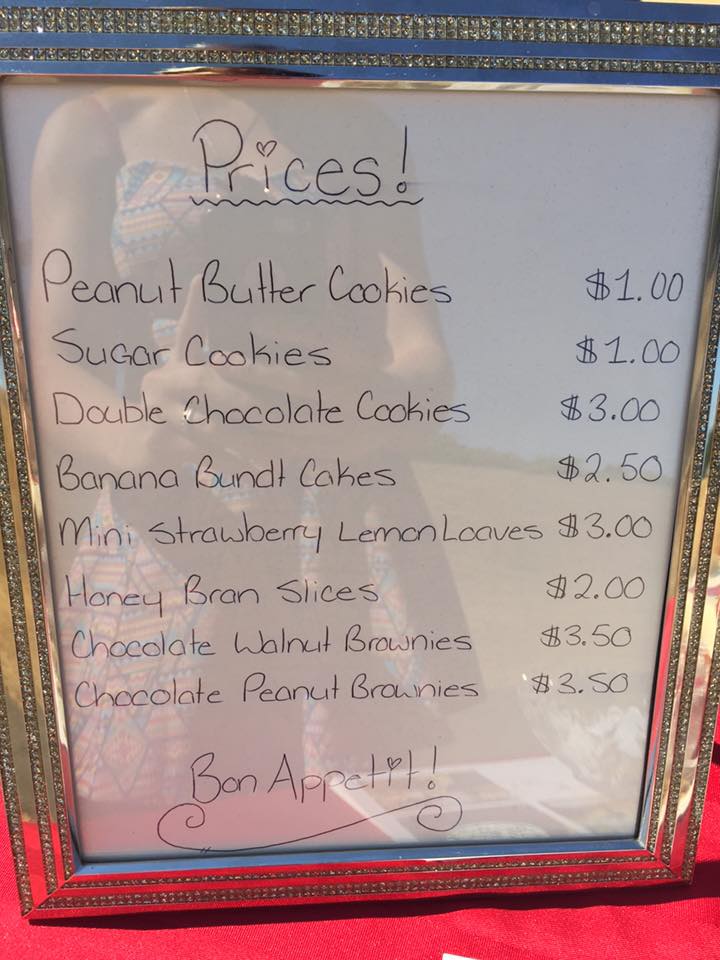 Prices!
Peanut Butter Cookies $1.00
Sugar Cookies $1.00
Double Chocolate Cookies $3.00
Banana Bundt Cakes $2.50
Mini Strawberry Lemon Loaves $3.00
Honey Bran Slices $2.00
Chocolate Walnut Brownies $3.50
Chocolate Peanut Brownies $3.50
Bon Appetit!